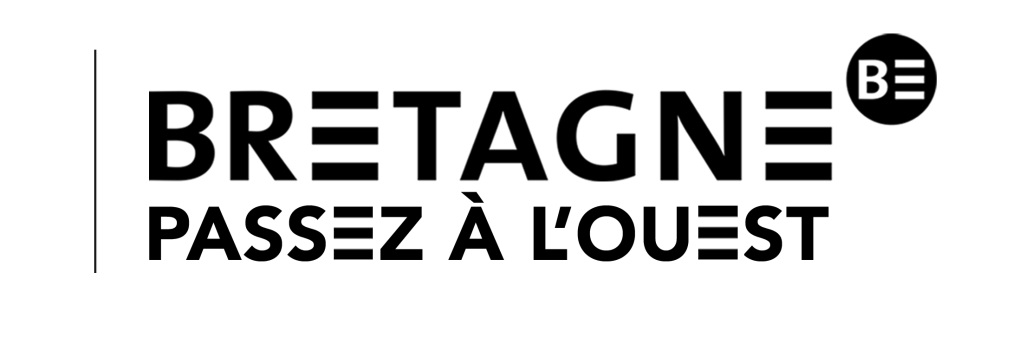 BRETAGNE
BE
PASSEZ À L'OUEST